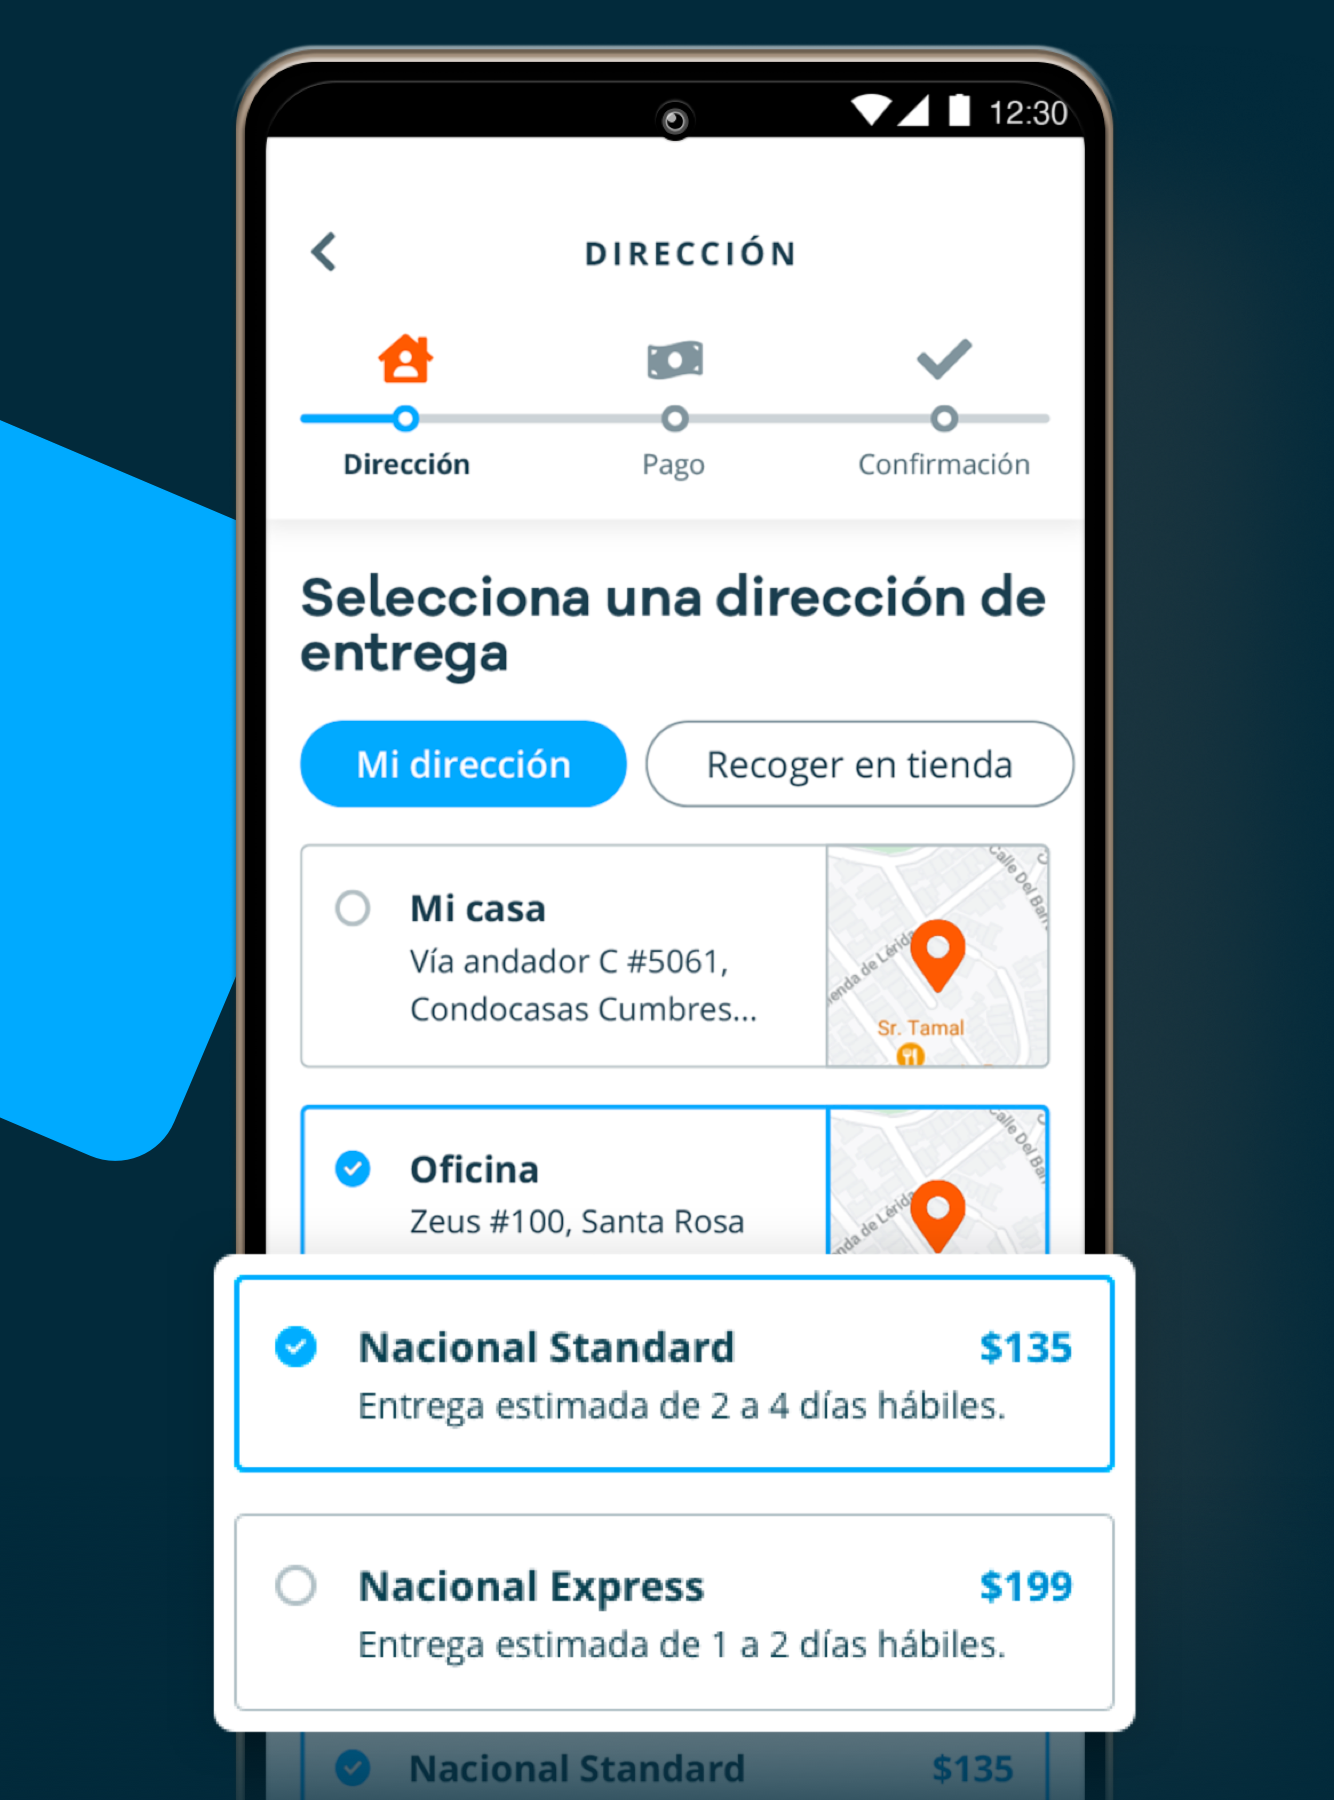 12:30
DIRECCIÓN
Dirección
Pago
Confirmación
Selecciona una dirección de
entrega
Mi dirección
Recoger en tienda
Mi casa
Vía andador C #5061,
Condocasas Cumbres...
Calle Del Barr
ienda de Lérida
Sr. Tamal
Oficina
Zeus #100, Santa Rosa
Calle Del Bar
nda de Lérida
Nacional Standard
$135
Entrega estimada de 2 a 4 días hábiles.
Nacional Express
$199
Entrega estimada de 1 a 2 días hábiles.
Nacional Standard
$135